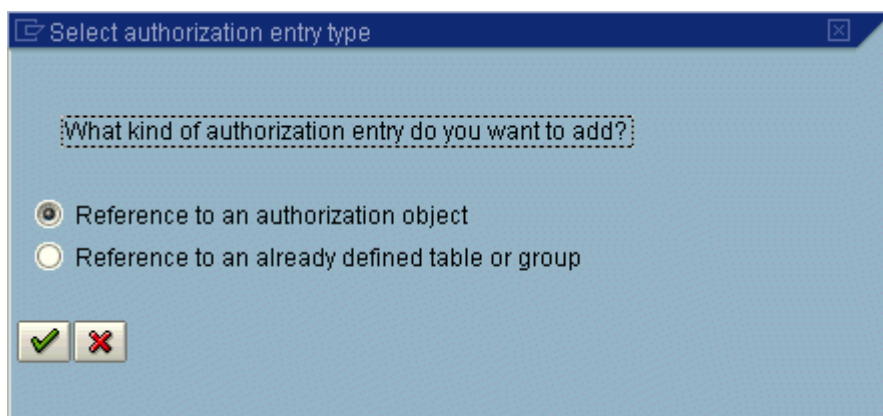 Select authorization entry type
What kind of authorization entry do you want to add?
Reference to an authorization object
Reference to an already defined table or group